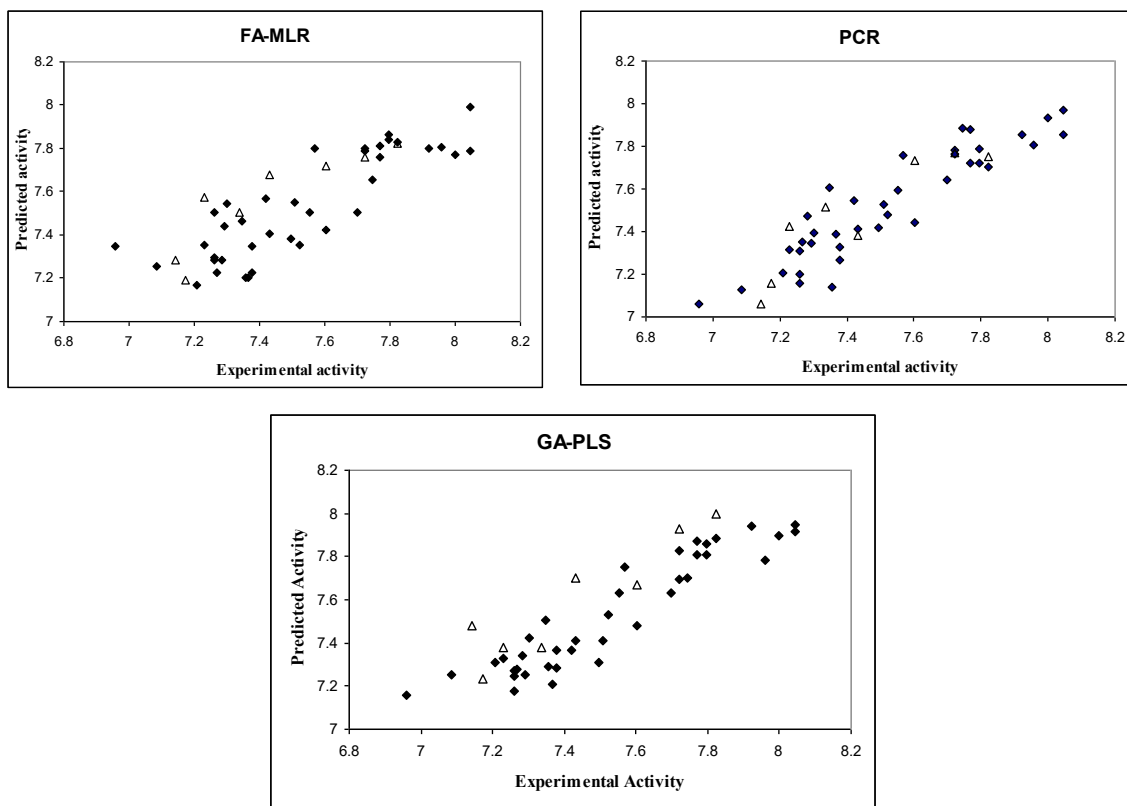 FA-MLR
8.2
8
7.8
7.6
7.4
7.2
7
6.8 7 7.2 7.4 7.6 7.8 8 8.2
Predicted activity
Experimental activity
PCR
8.2
8
7.8
7.6
7.4
7.2
7
6.8 7 7.2 7.4 7.6 7.8 8 8.2
Predicted activity
Experimental activity
GA-PLS
8.2
8
7.8
7.6
7.4
7.2
7
6.8 7 7.2 7.4 7.6 7.8 8 8.2
Predicted Activity
Experimental Activity